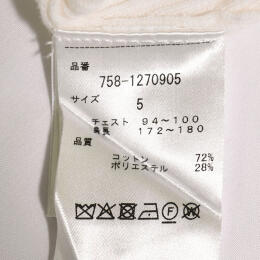 品番
758-1270905
サイズ
5
チェスト 94~100
身長 172~180
品質
コットン 72%
ポリエステル 28%